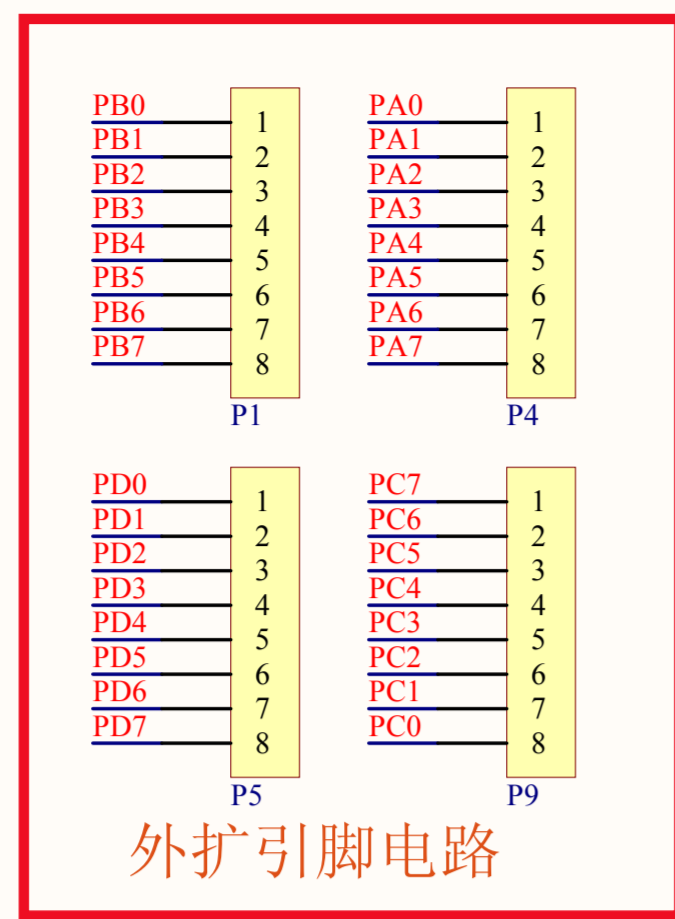 PB0 1
PB1 2
PB2 3
PB3 4
PB4 5
PB5 6
PB6 7
PB7 8
P1
PA0 1
PA1 2
PA2 3
PA3 4
PA4 5
PA5 6
PA6 7
PA7 8
P4
PD0 1
PD1 2
PD2 3
PD3 4
PD4 5
PD5 6
PD6 7
PD7 8
P5
PC7 1
PC6 2
PC5 3
PC4 4
PC3 5
PC2 6
PC1 7
PC0 8
P9
外扩引脚电路